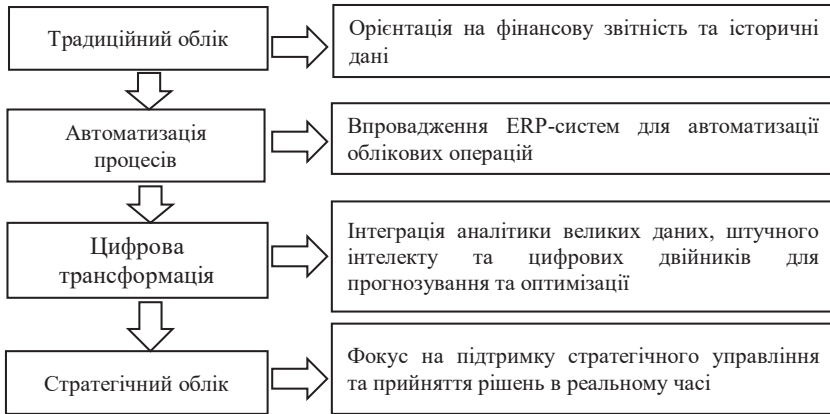 Традиційний облік
Орієнтація на фінансову звітність та історичні
дані
Автоматизація
процесів
Впровадження ERP-систем для автоматизації
облікових операцій
Цифрова
трансформація
Інтеграція аналітики великих даних, штучного
інтелекту та цифрових двійників для
прогнозування та оптимізації
Стратегічний облік
Фокус на підтримку стратегічного управління
та прийняття рішень в реальному часі